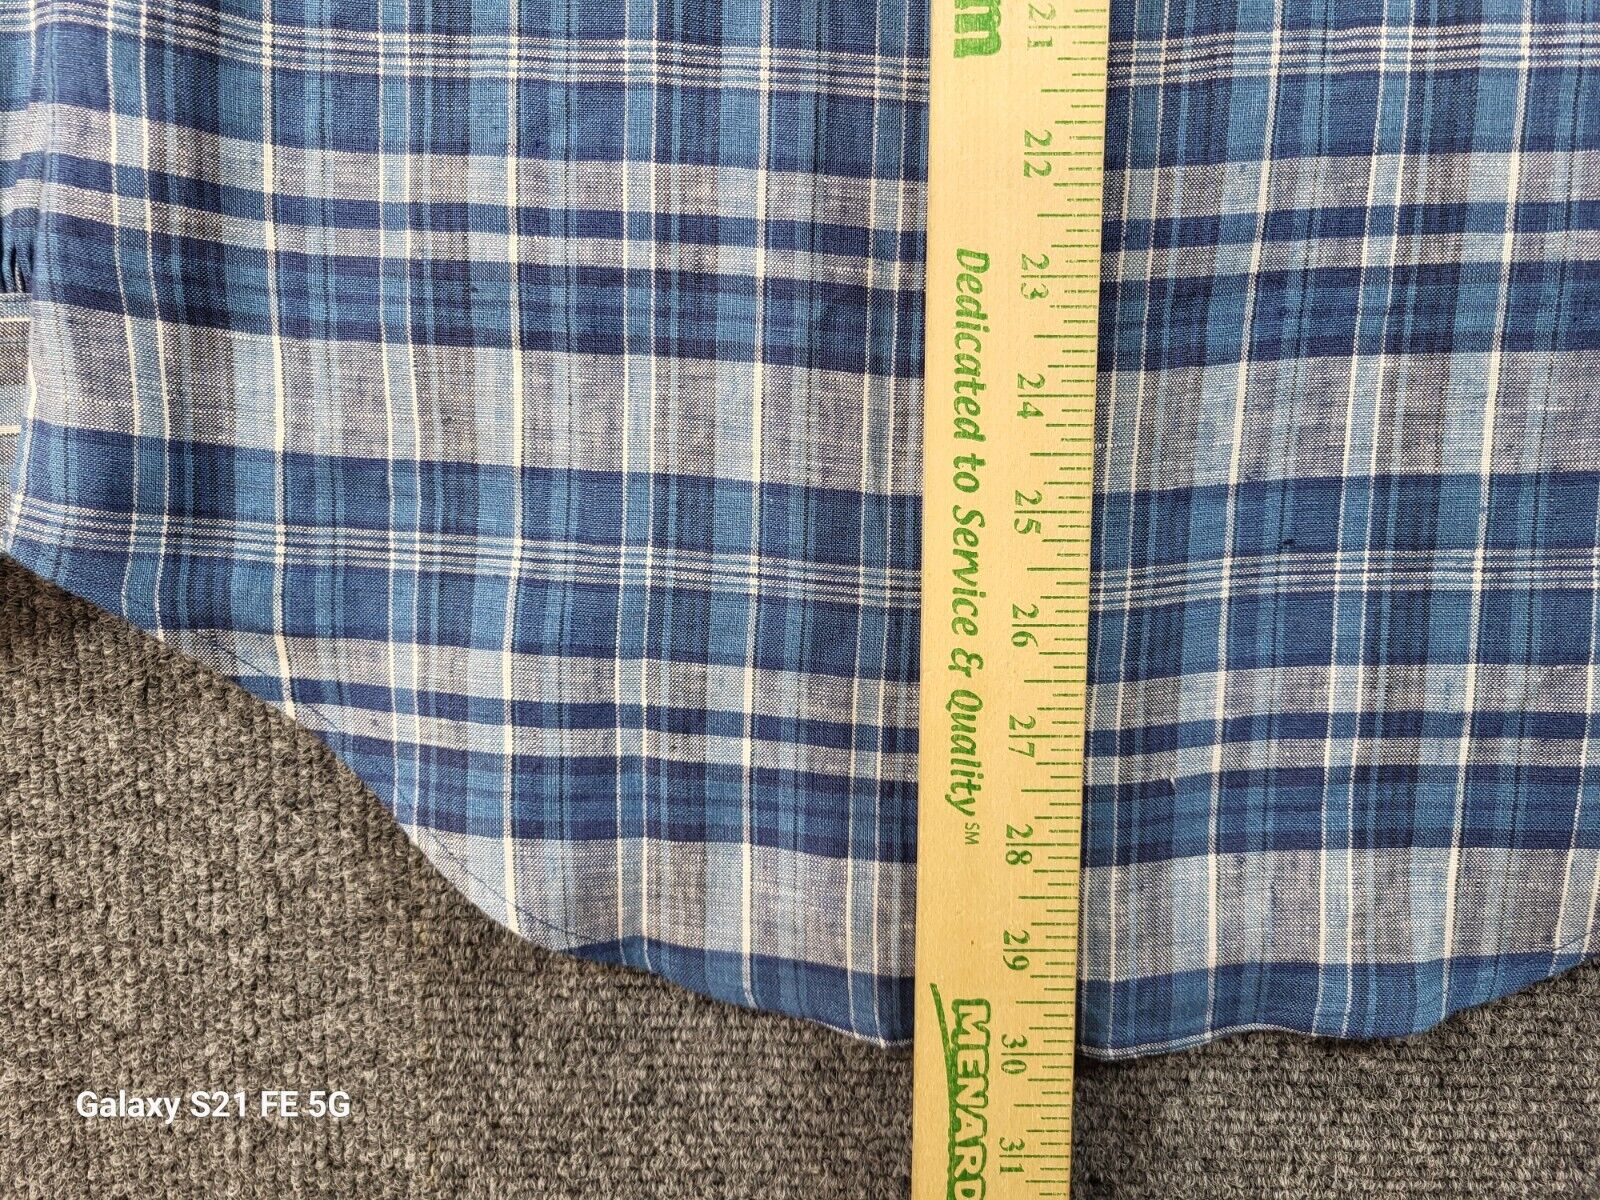 m
21
22
23
24
25
26
27
28
29
30
31
Dedicated to Service & Quality SM
MENARD
Galaxy S21 FE 5G